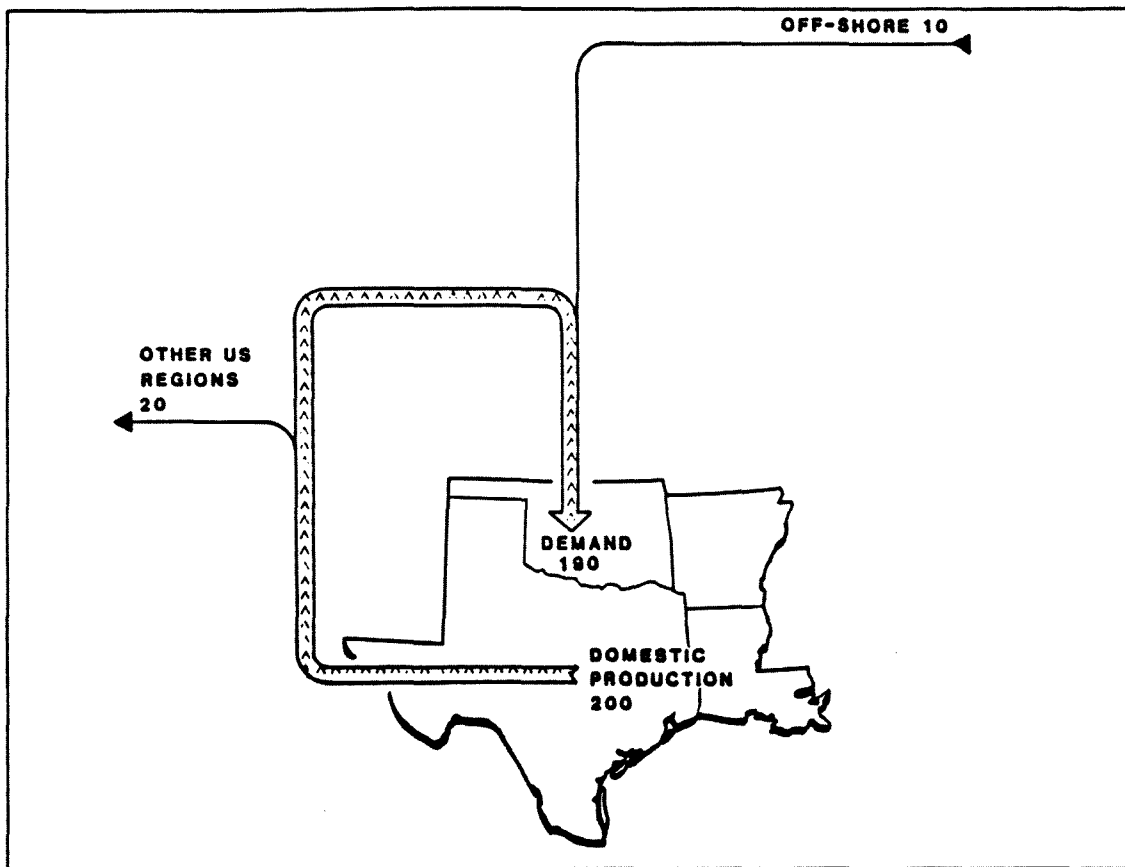 OFF-SHORE 10
OTHER US
REGIONS
20
DEMAND
190
DOMESTIC
PRODUCTION
200